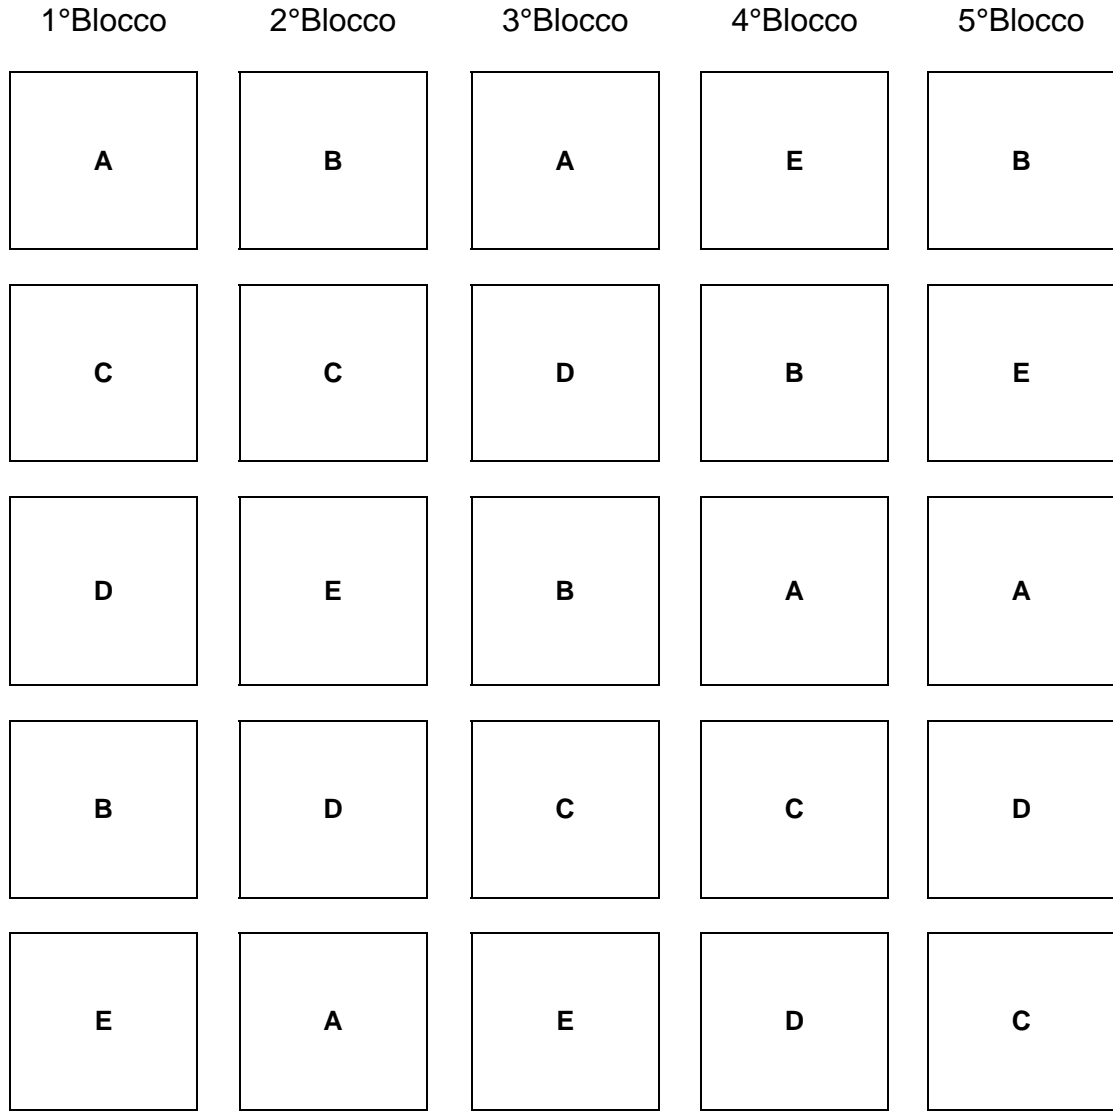 1°Blocco 2°Blocco 3°Blocco 4°Blocco 5°Blocco
A B A E B
C C D B E
D E B A A
B D C C D
E A E D C